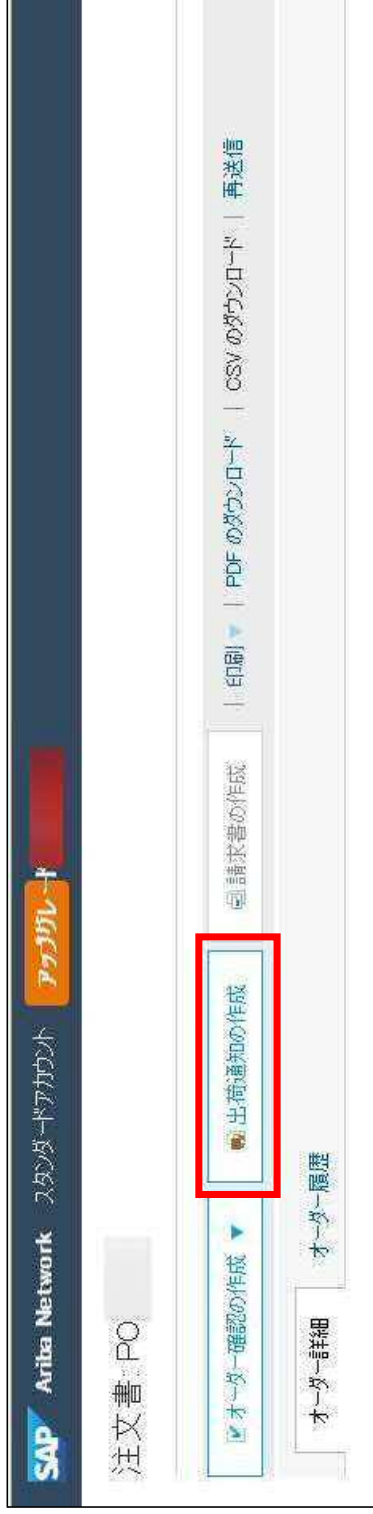 SAP Ariba Network スタンダードアカウント アップグレード
注文書: PO
オーダー確認の作成 ▼ 出荷通知の作成 請求書の作成 | 印刷 ▼ | PDF のダウンロード | CSV のダウンロード | 再送信
オーダー詳細 オーダー履歴